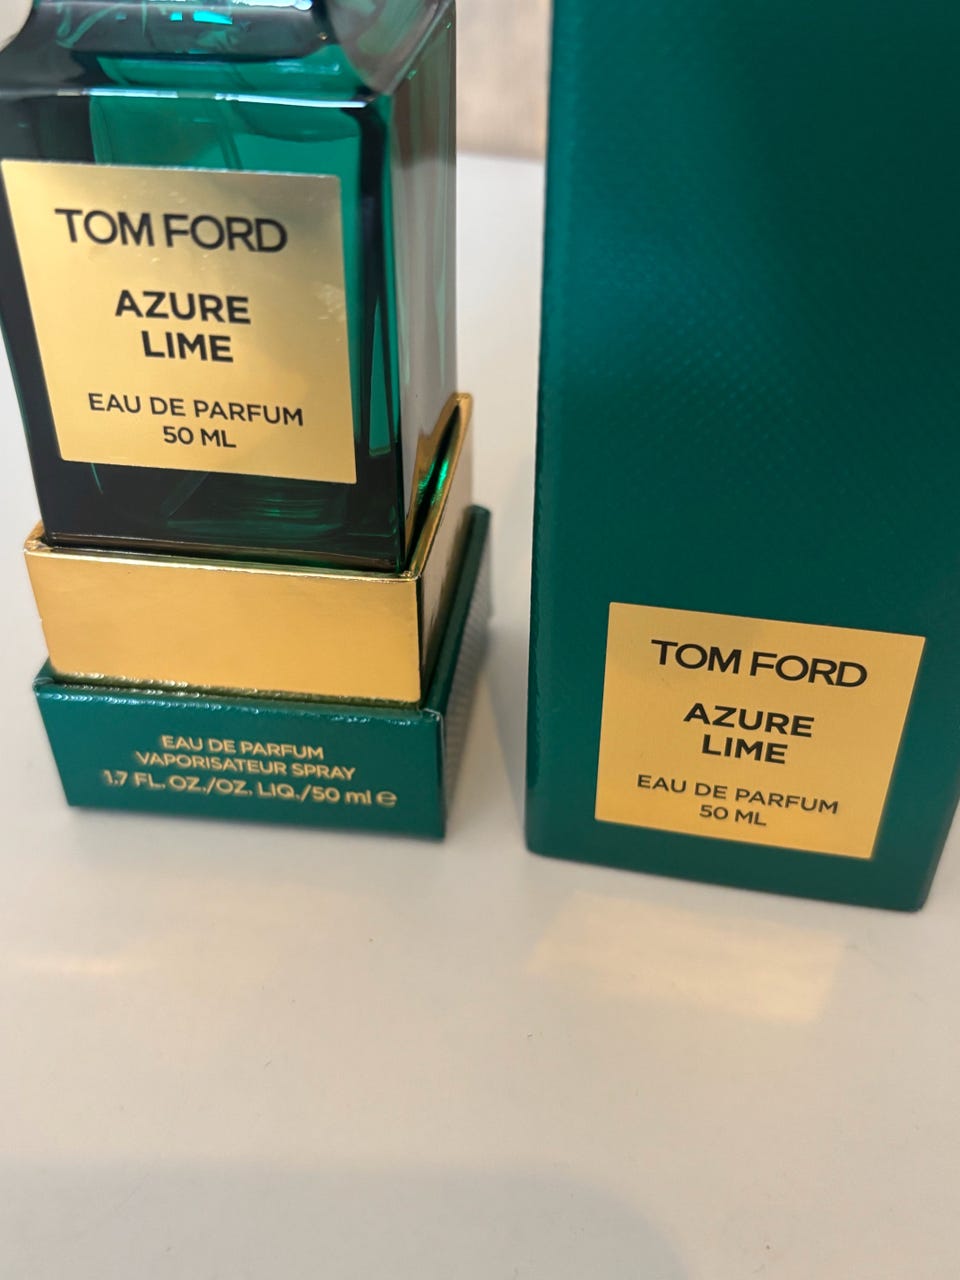 TOM FORD
AZURE
LIME
EAU DE PARFUM
50 ML
EAU DE PARFUM
VAPORISATEUR SPRAY
1.7 FL. OZ./OZ. LIQ./50 ml ℮
TOM FORD
AZURE
LIME
EAU DE PARFUM
50 ML